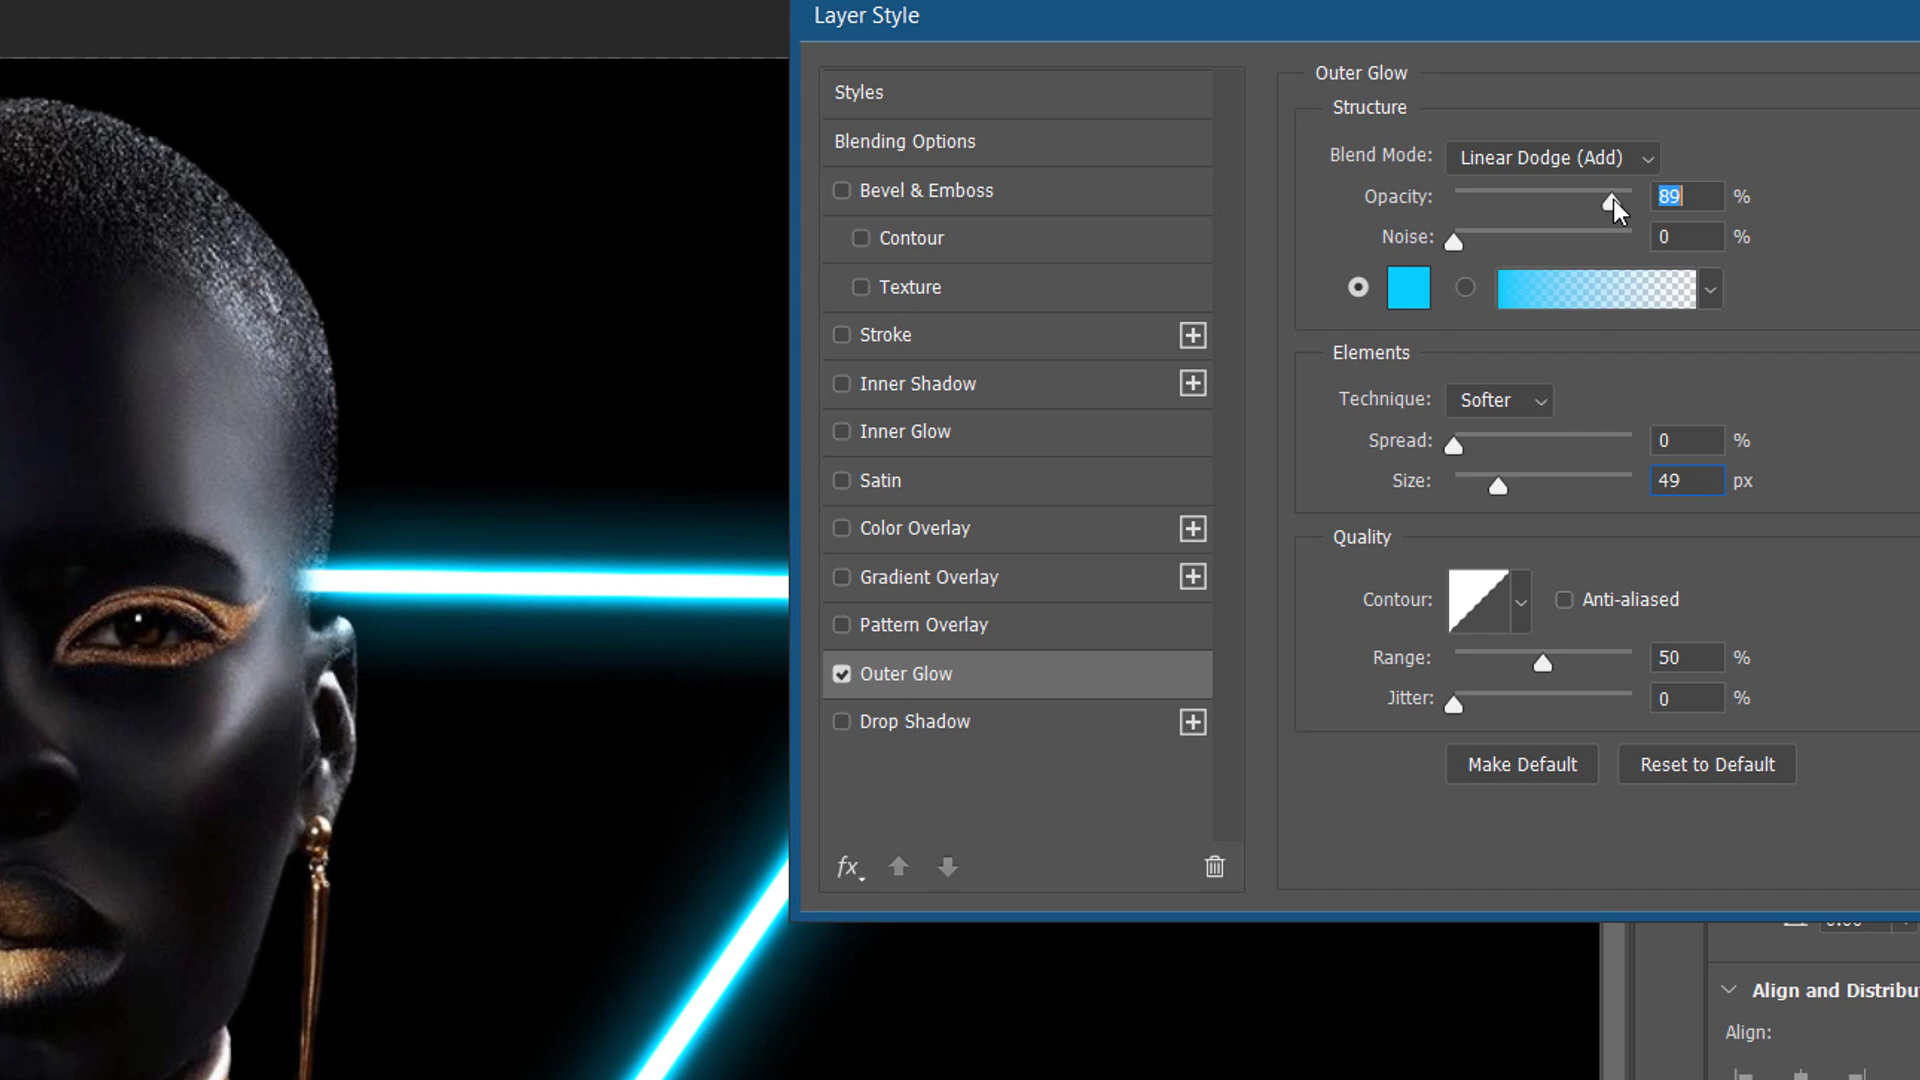 Layer Style
Styles
Blending Options
Bevel & Emboss
Contour
Texture
Stroke
Inner Shadow
Inner Glow
Satin
Color Overlay
Gradient Overlay
Pattern Overlay
Outer Glow
Drop Shadow
fx
Outer Glow
Structure
Blend Mode: Linear Dodge (Add)
Opacity: 89 %
Noise: 0 %
Elements
Technique: Softer
Spread: 0 %
Size: 49 px
Quality
Contour: Anti-aliased
Range: 50 %
Jitter: 0 %
Make Default Reset to Default
Align and Distribu
Align: